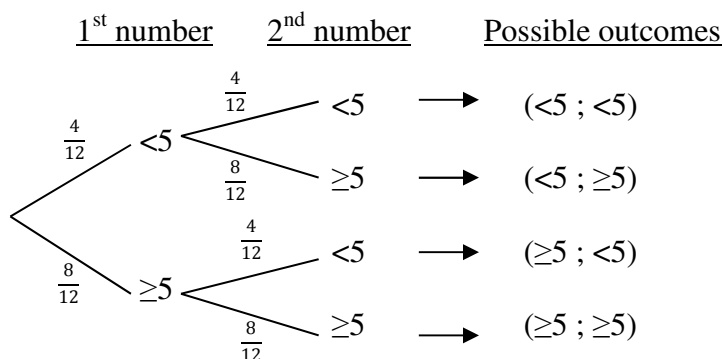 1st number 2nd number Possible outcomes
4/12 <5 → (<5 ; <5)
4/12 <5
8/12 ≥5 → (<5 ; ≥5)
4/12 <5 → (≥5 ; <5)
8/12 ≥5
8/12 ≥5 → (≥5 ; ≥5)